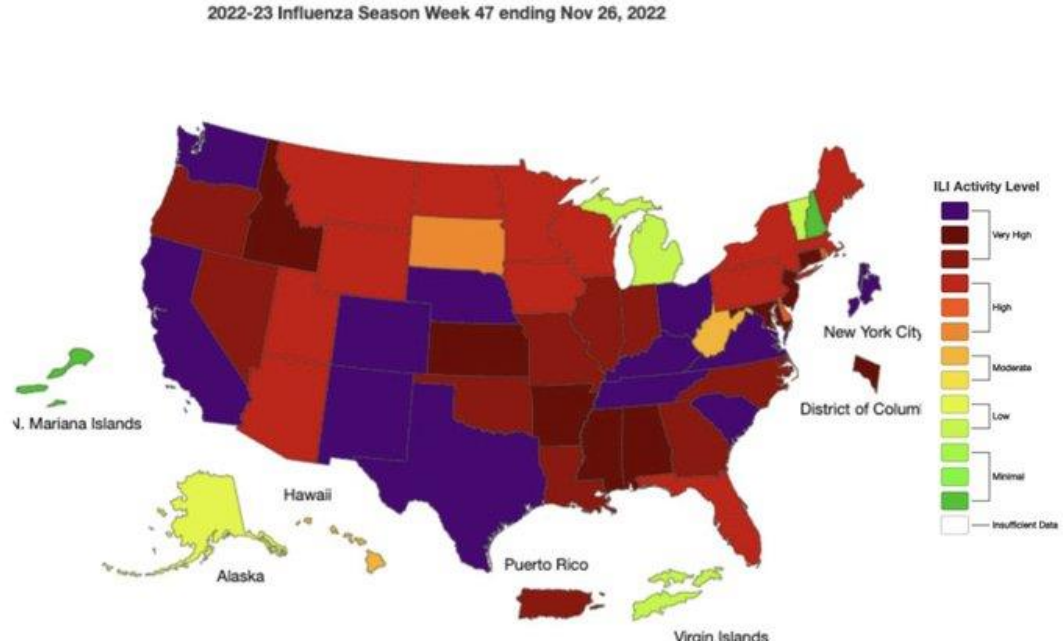 2022-23 Influenza Season Week 47 ending Nov 26, 2022
ILI Activity Level
Very High
High
Moderate
Low
Minimal
Insufficient Data
New York City
District of Colum
N. Mariana Islands
Hawaii
Alaska
Puerto Rico
Virgin Islands